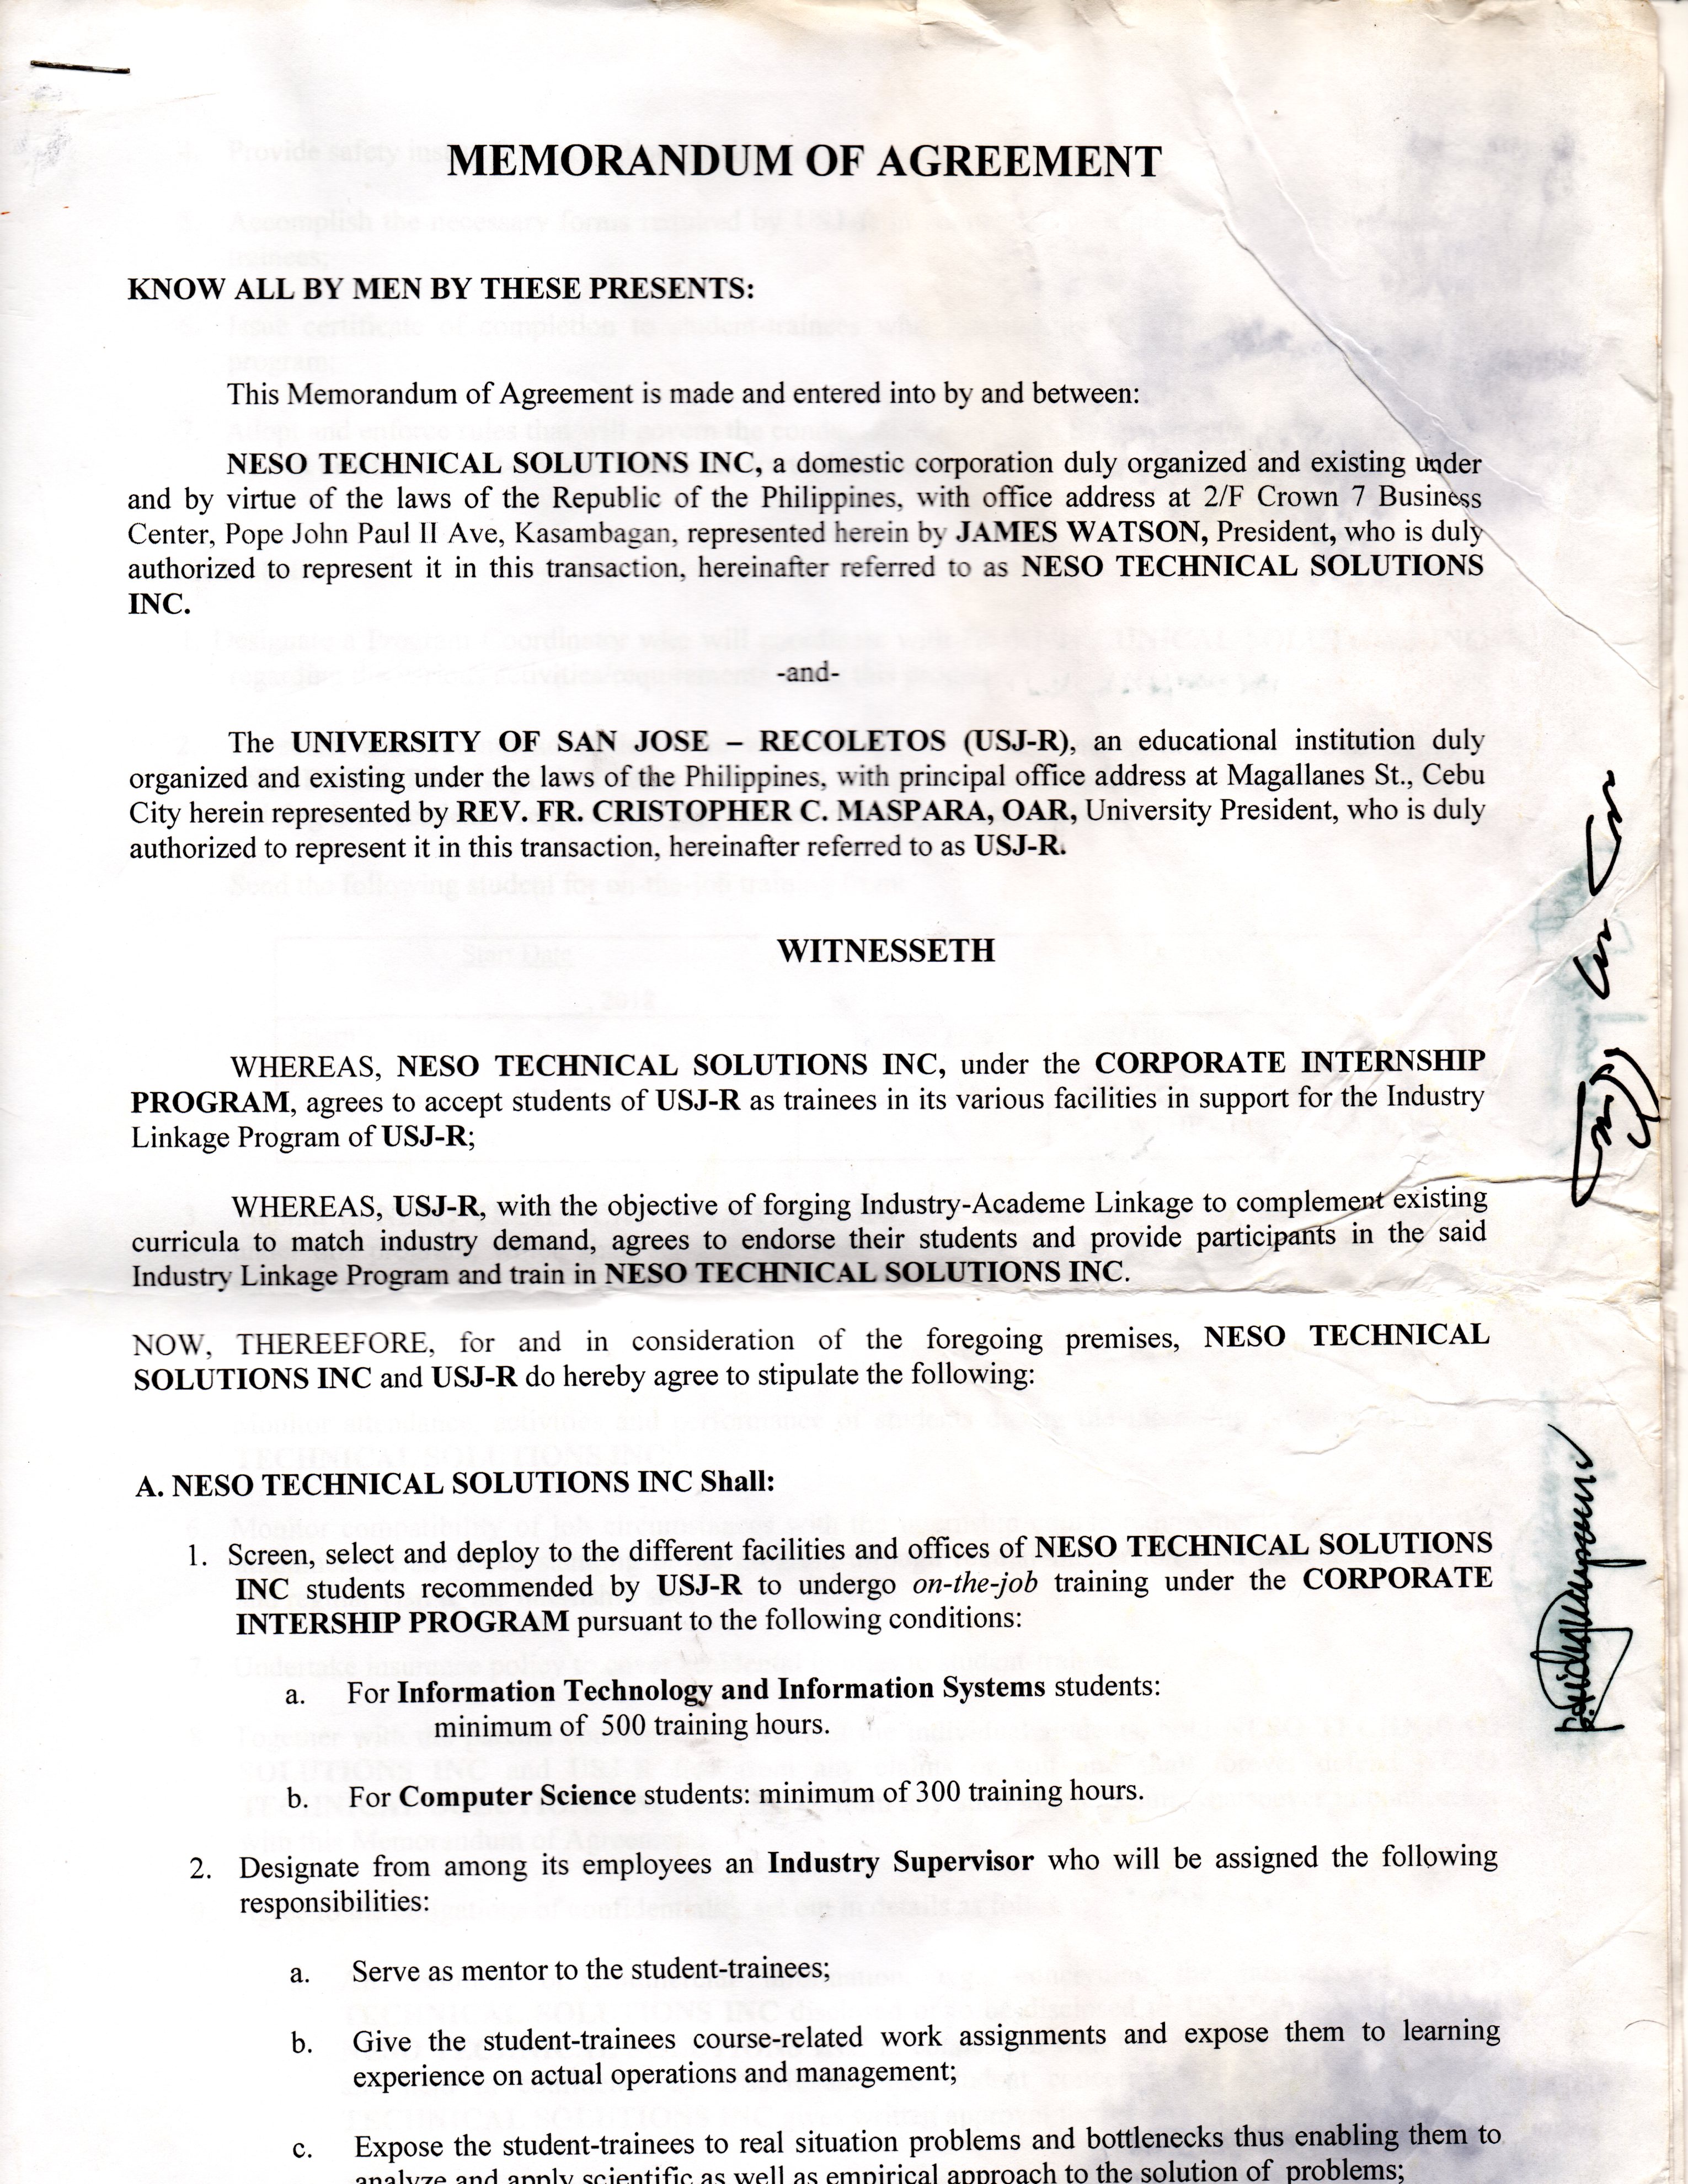 MEMORANDUM OF AGREEMENT
KNOW ALL BY MEN BY THESE PRESENTS:
This Memorandum of Agreement is made and entered into by and between:
NESO TECHNICAL SOLUTIONS INC, a domestic corporation duly organized and existing under
and by virtue of the laws of the Republic of the Philippines, with office address at 2/F Crown 7 Business
Center, Pope John Paul II Ave, Kasambagan, represented herein by JAMES WATSON, President, who is duly
authorized to represent it in this transaction, hereinafter referred to as NESO TECHNICAL SOLUTIONS
INC.
-and-
The UNIVERSITY OF SAN JOSE – RECOLETOS (USJ-R), an educational institution duly
organized and existing under the laws of the Philippines, with principal office address at Magallanes St., Cebu
City herein represented by REV. FR. CRISTOPHER C. MASPARA, OAR, University President, who is duly
authorized to represent it in this transaction, hereinafter referred to as USJ-R.
WITNESSETH
WHEREAS, NESO TECHNICAL SOLUTIONS INC, under the CORPORATE INTERNSHIP
PROGRAM, agrees to accept students of USJ-R as trainees in its various facilities in support for the Industry
Linkage Program of USJ-R;
WHEREAS, USJ-R, with the objective of forging Industry-Academe Linkage to complement existing
curricula to match industry demand, agrees to endorse their students and provide participants in the said
Industry Linkage Program and train in NESO TECHNICAL SOLUTIONS INC.
NOW, THEREEFORE, for and in consideration of the foregoing premises, NESO TECHNICAL
SOLUTIONS INC and USJ-R do hereby agree to stipulate the following:
A. NESO TECHNICAL SOLUTIONS INC Shall:
1. Screen, select and deploy to the different facilities and offices of NESO TECHNICAL SOLUTIONS
INC students recommended by USJ-R to undergo on-the-job training under the CORPORATE
INTERSHIP PROGRAM pursuant to the following conditions:
a. For Information Technology and Information Systems students:
minimum of 500 training hours.
b. For Computer Science students: minimum of 300 training hours.
2. Designate from among its employees an Industry Supervisor who will be assigned the following
responsibilities:
a. Serve as mentor to the student-trainees;
b. Give the student-trainees course-related work assignments and expose them to learning
experience on actual operations and management;
c. Expose the student-trainees to real situation problems and bottlenecks thus enabling them to
analyze and apply scientific as well as empirical approach to the solution of problems;